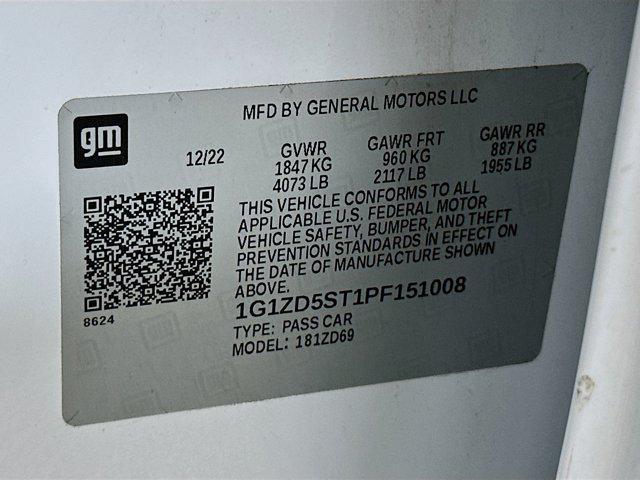 MFD BY GENERAL MOTORS LLC
gm
12/22
GVWR
1847 KG
4073 LB
GAWR FRT
960 KG
2117 LB
GAWR RR
887 KG
1955 LB
THIS VEHICLE CONFORMS TO ALL
APPLICABLE U.S. FEDERAL MOTOR
VEHICLE SAFETY, BUMPER, AND THEFT
PREVENTION STANDARDS IN EFFECT ON
THE DATE OF MANUFACTURE SHOWN
ABOVE.
1G1ZD5ST1PF151008
8624
TYPE: PASS CAR
MODEL: 181ZD69